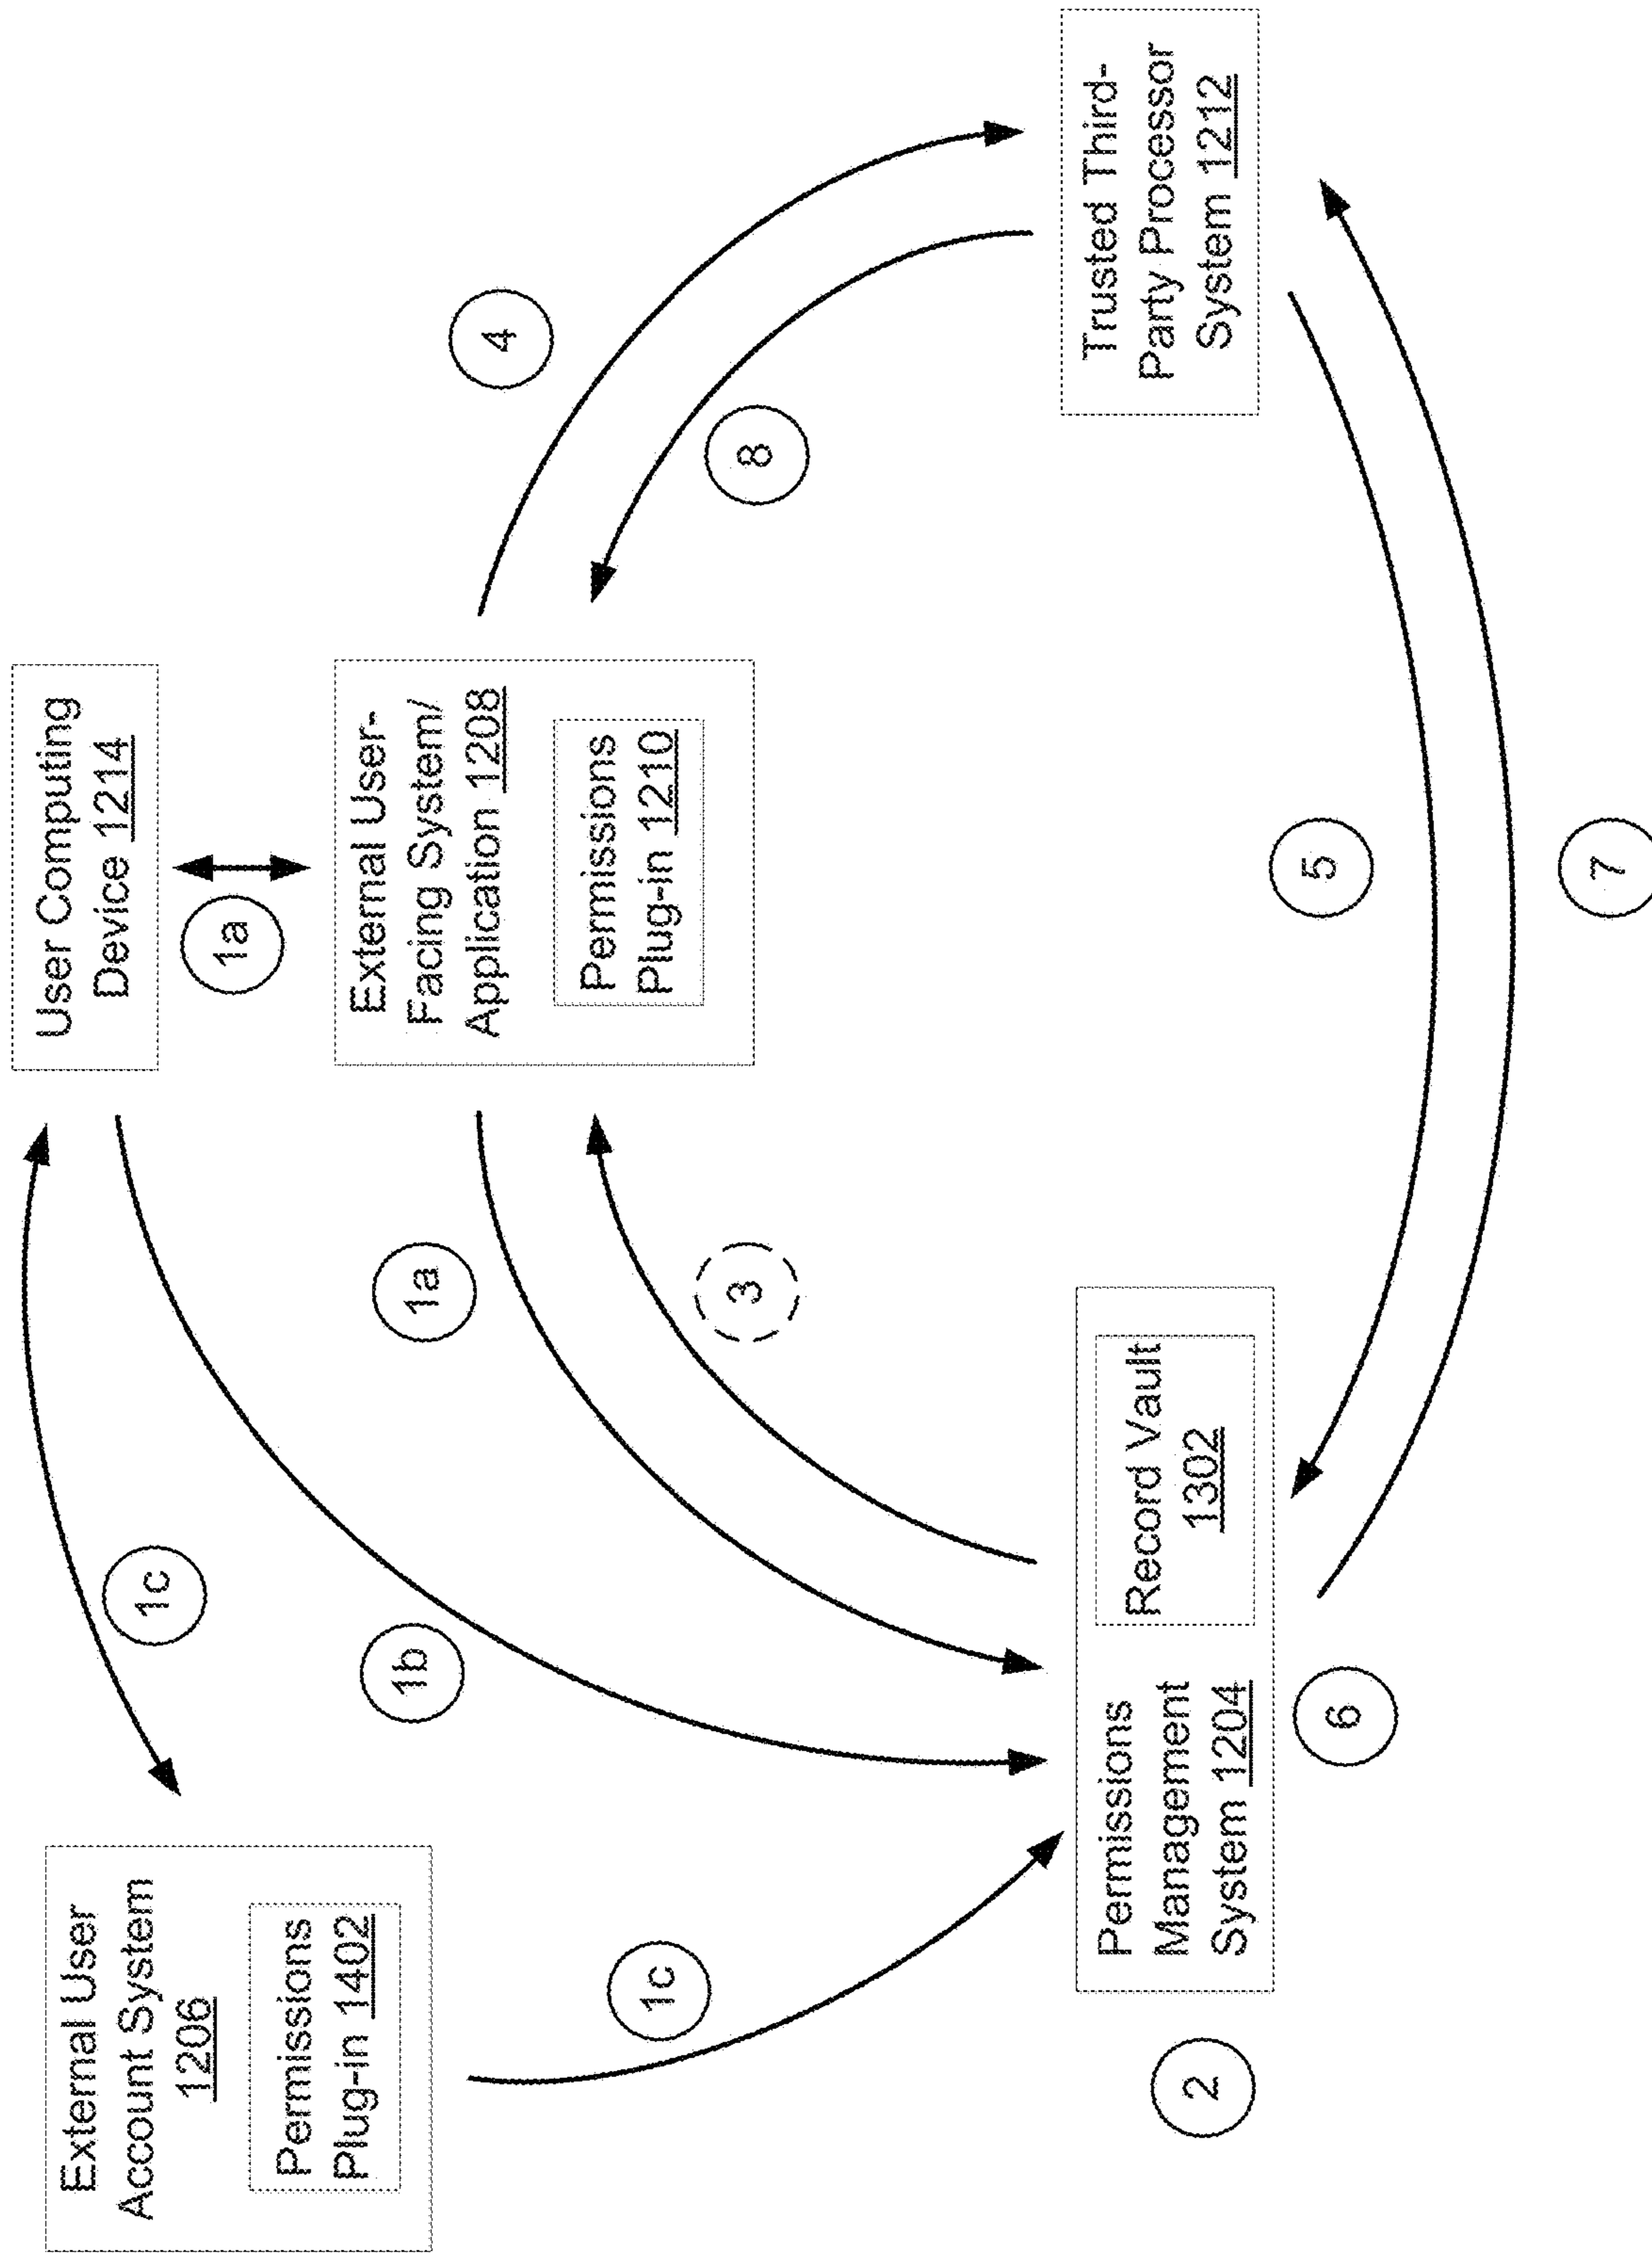 External User
Account System
1206
Permissions
Plug-in 1402
1c
1c
User Computing
Device 1214
1a
External User-
Facing System/
Application 1208
Permissions
Plug-in 1210
1b
1a
3
4
8
Permissions
Management
System 1204
Record Vault
1302
Trusted Third-
Party Processor
System 1212
2
6
5
7